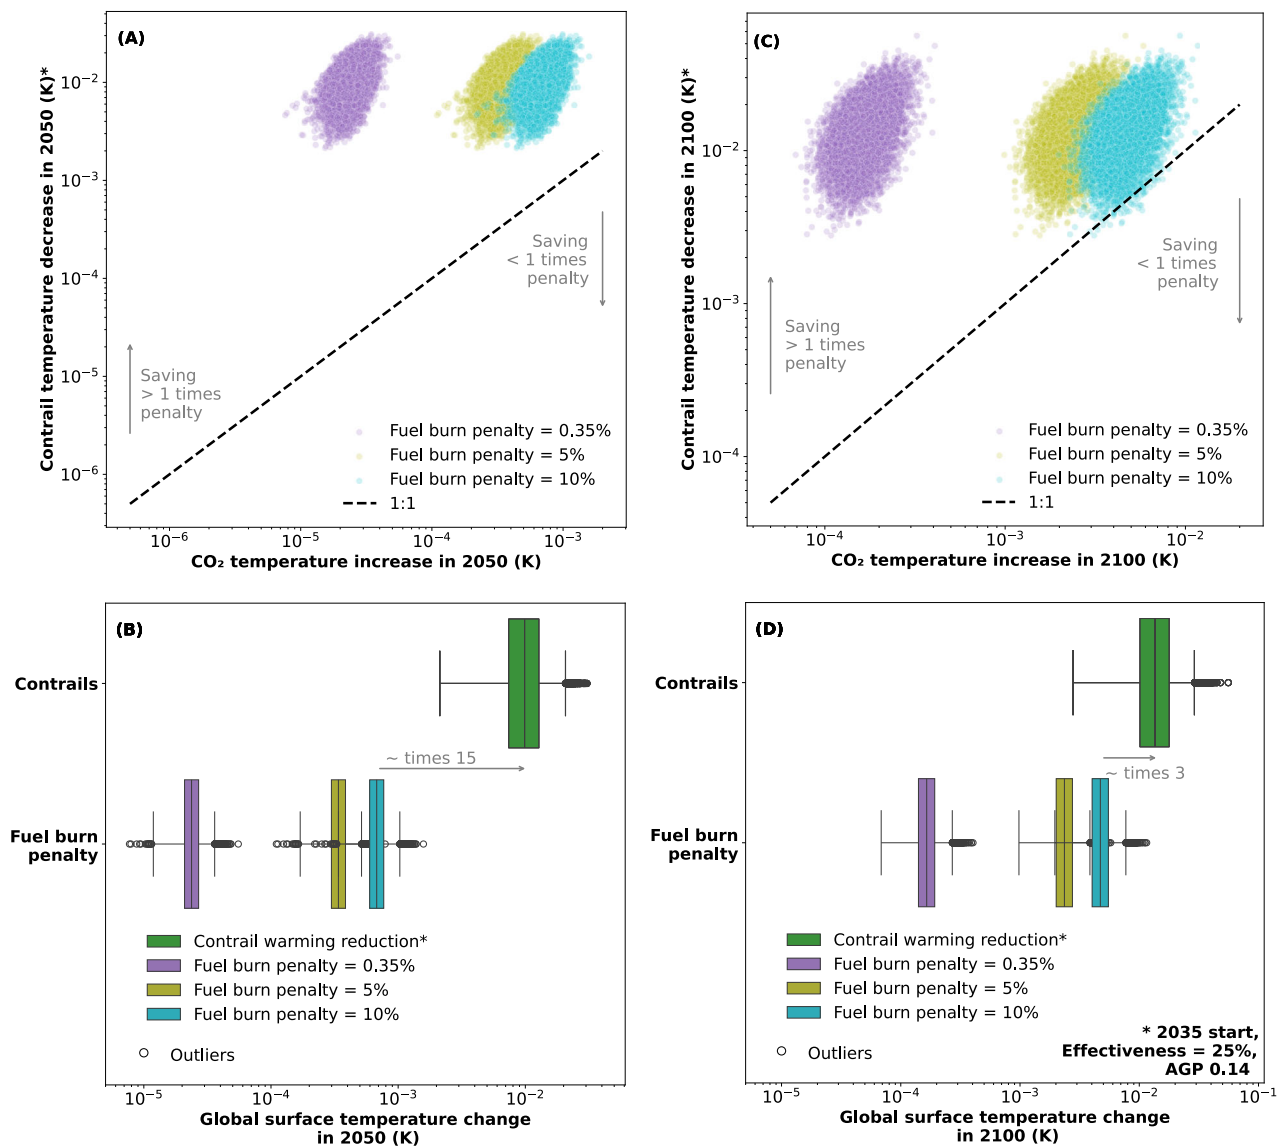 (A)
Contrail temperature decrease in 2050 (K)*
10⁻²
10⁻³
10⁻⁴
10⁻⁵
10⁻⁶
Saving
< 1 times
penalty
Saving
> 1 times
penalty
Fuel burn penalty = 0.35%
Fuel burn penalty = 5%
Fuel burn penalty = 10%
1:1
10⁻⁶
10⁻⁵
10⁻⁴
10⁻³
CO₂ temperature increase in 2050 (K)
(C)
Contrail temperature decrease in 2100 (K)*
10⁻²
10⁻³
10⁻⁴
Saving
< 1 times
penalty
Saving
> 1 times
penalty
Fuel burn penalty = 0.35%
Fuel burn penalty = 5%
Fuel burn penalty = 10%
1:1
10⁻⁴
10⁻³
10⁻²
CO₂ temperature increase in 2100 (K)
(B)
Contrails
~ times 15
Fuel burn
penalty
Contrail warming reduction*
Fuel burn penalty = 0.35%
Fuel burn penalty = 5%
Fuel burn penalty = 10%
Outliers
10⁻⁵
10⁻⁴
10⁻³
10⁻²
Global surface temperature change
in 2050 (K)
(D)
Contrails
~ times 3
Fuel burn
penalty
Contrail warming reduction*
Fuel burn penalty = 0.35%
Fuel burn penalty = 5%
Fuel burn penalty = 10%
Outliers
* 2035 start,
Effectiveness = 25%,
AGP 0.14
10⁻⁵
10⁻⁴
10⁻³
10⁻²
10⁻¹
Global surface temperature change
in 2100 (K)